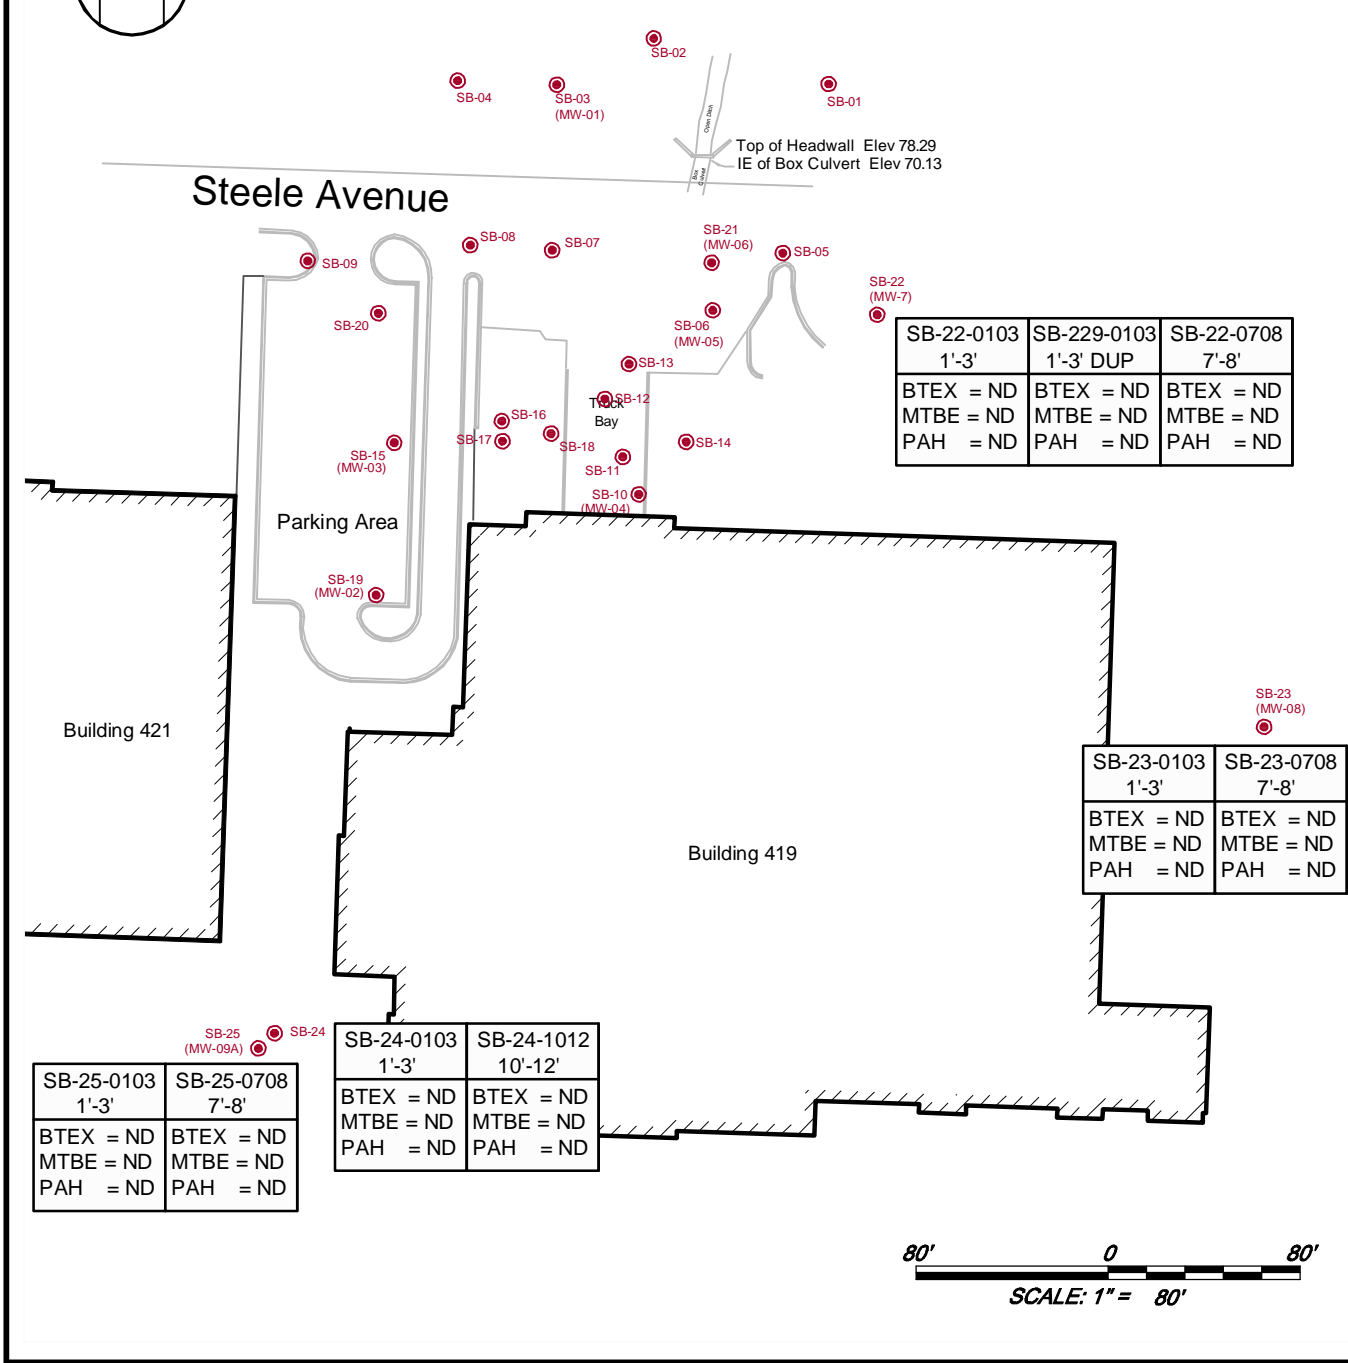 SB-02
SB-04
SB-03
(MW-01)
SB-01
Open Ditch
Top of Headwall  Elev 78.29
IE of Box Culvert  Elev 70.13
Box
Culvert
Steele Avenue
SB-08
SB-07
SB-21
(MW-06)
SB-05
SB-09
SB-22
(MW-7)
SB-20
SB-06
(MW-05)
SB-13
SB-12
Truck
Bay
SB-16
SB-17
SB-18
SB-14
SB-15
(MW-03)
SB-11
SB-10
(MW-04)
SB-22-0103 SB-229-0103 SB-22-0708
1'-3' 1'-3' DUP 7'-8'
BTEX = ND BTEX = ND BTEX = ND
MTBE = ND MTBE = ND MTBE = ND
PAH = ND PAH = ND PAH = ND
Parking Area
SB-19
(MW-02)
Building 421
SB-23
(MW-08)
SB-23-0103 SB-23-0708
1'-3' 7'-8'
BTEX = ND BTEX = ND
MTBE = ND MTBE = ND
PAH = ND PAH = ND
Building 419
SB-25
(MW-09A)
SB-24
SB-24-0103 SB-24-1012
1'-3' 10'-12'
BTEX = ND BTEX = ND
MTBE = ND MTBE = ND
PAH = ND PAH = ND
SB-25-0103 SB-25-0708
1'-3' 7'-8'
BTEX = ND BTEX = ND
MTBE = ND MTBE = ND
PAH = ND PAH = ND
80' 0 80'
SCALE: 1" = 80'